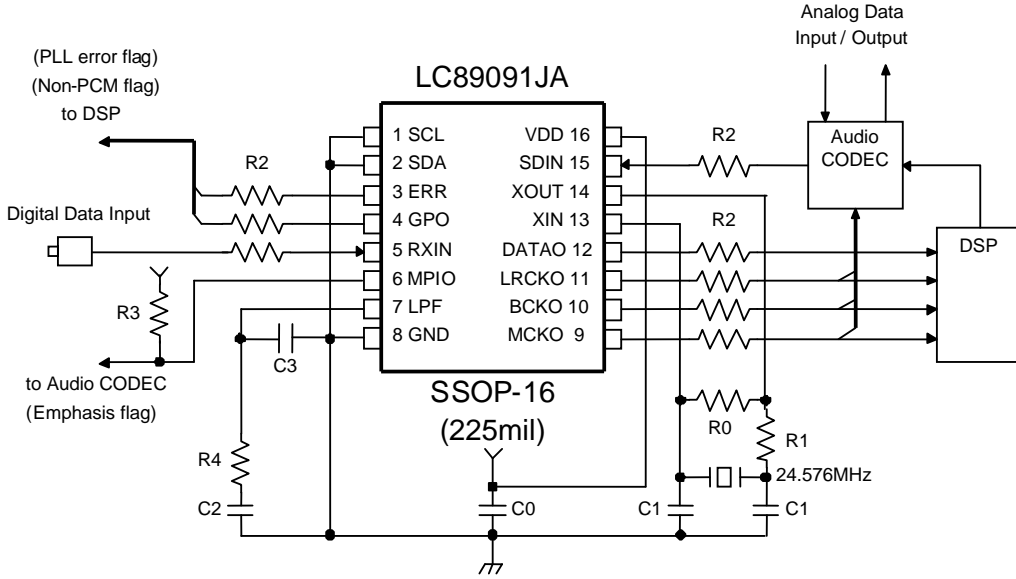 Analog Data
Input / Output
(PLL error flag)
(Non-PCM flag)
to DSP
LC89091JA
1 SCL
2 SDA
3 ERR
4 GPO
5 RXIN
6 MPIO
7 LPF
8 GND
VDD 16
SDIN 15
XOUT 14
XIN 13
DATAO 12
LRCKO 11
BCKO 10
MCKO 9
R2
R2
Audio
CODEC
Digital Data Input
R2
DSP
R3
C3
to Audio CODEC
(Emphasis flag)
SSOP-16
(225mil)
R0
R1
R4
24.576MHz
C2
C0
C1
C1